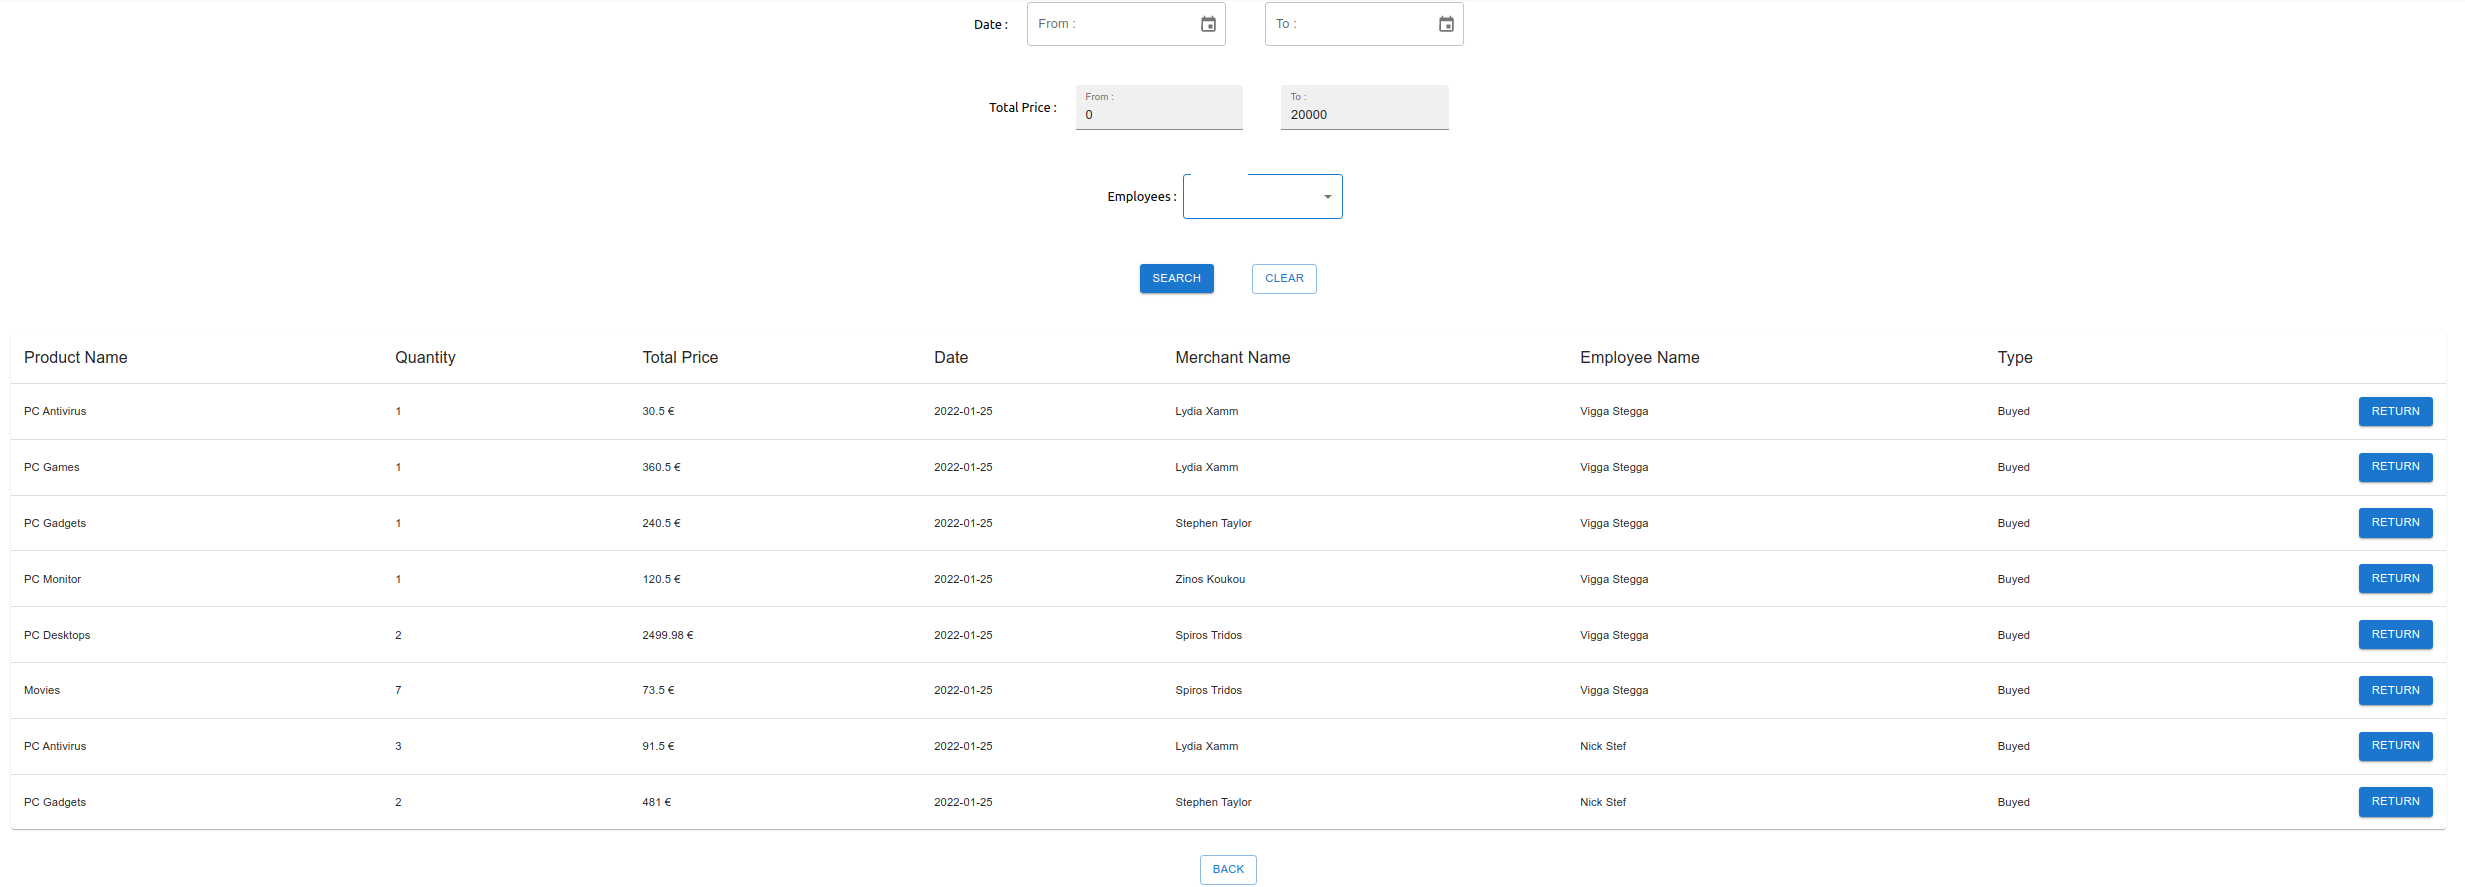 Date : From : To :
Total Price : From : 0 To : 20000
Employees :
SEARCH CLEAR
Product Name Quantity Total Price Date Merchant Name Employee Name Type
PC Antivirus 1 30.5 € 2022-01-25 Lydia Xamm Vigga Stegga Buyed RETURN
PC Games 1 360.5 € 2022-01-25 Lydia Xamm Vigga Stegga Buyed RETURN
PC Gadgets 1 240.5 € 2022-01-25 Stephen Taylor Vigga Stegga Buyed RETURN
PC Monitor 1 120.5 € 2022-01-25 Zinos Koukou Vigga Stegga Buyed RETURN
PC Desktops 2 2499.98 € 2022-01-25 Spiros Tridos Vigga Stegga Buyed RETURN
Movies 7 73.5 € 2022-01-25 Spiros Tridos Vigga Stegga Buyed RETURN
PC Antivirus 3 91.5 € 2022-01-25 Lydia Xamm Nick Stef Buyed RETURN
PC Gadgets 2 481 € 2022-01-25 Stephen Taylor Nick Stef Buyed RETURN
BACK